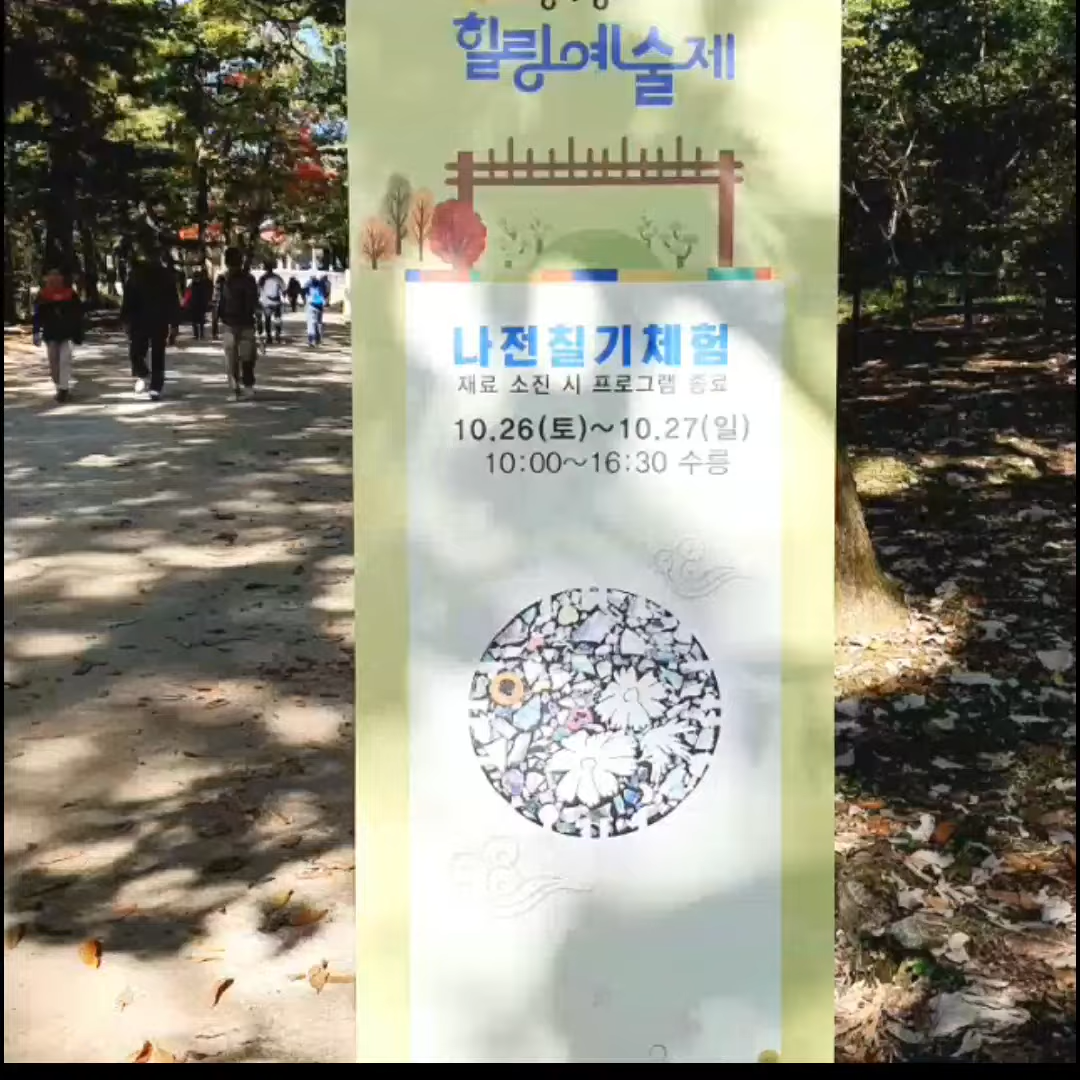 힐링예술제
나전칠기체험
재료 소진 시 프로그램 종료
10.26(토)~10.27(일)
10:00~16:30 수릉